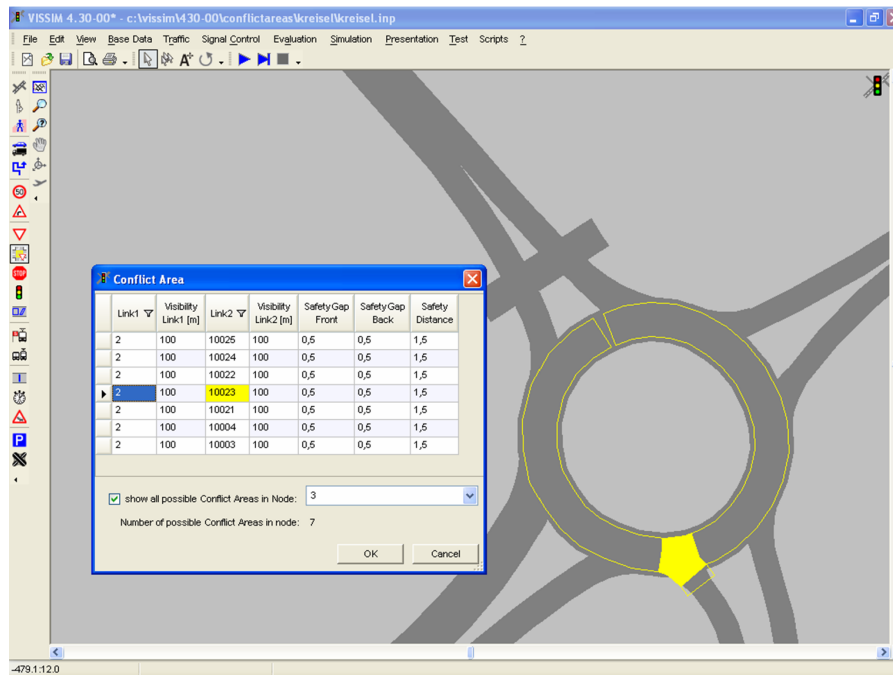 VISSIM 4.30-00* - c:\vissim\430-00\conflictareas\kreisel\kreisel.inp
File Edit View Base Data Traffic Signal Control Evaluation Simulation Presentation Test Scripts ?
Conflict Area
Link1 Visibility Link1 [m] Link2 Visibility Link2 [m] Safety Gap Front Safety Gap Back Safety Distance
2 100 10025 100 0,5 0,5 1,5
2 100 10024 100 0,5 0,5 1,5
2 100 10022 100 0,5 0,5 1,5
2 100 10023 100 0,5 0,5 1,5
2 100 10021 100 0,5 0,5 1,5
2 100 10004 100 0,5 0,5 1,5
2 100 10003 100 0,5 0,5 1,5
show all possible Conflict Areas in Node: 3
Number of possible Conflict Areas in node: 7
OK Cancel
50
STOP
P
-479.1:12.0